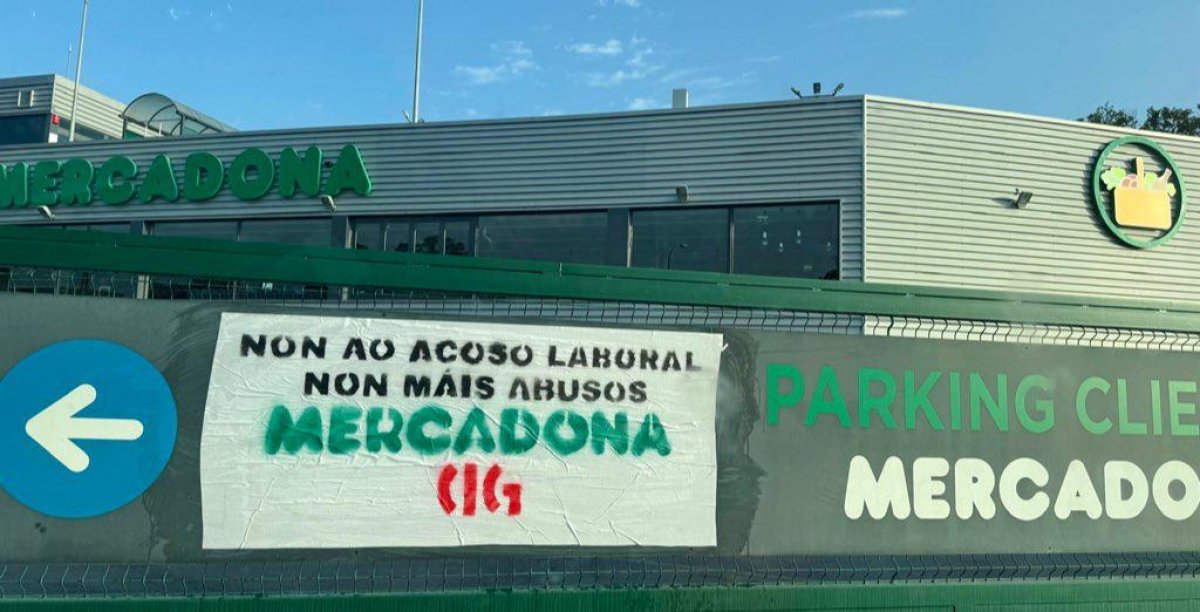 MERCADONA
NON AO ACOSO LABORAL
NON MÁIS ABUSOS
MERCADONA
CIG
PARKING CLIE
MERCADO